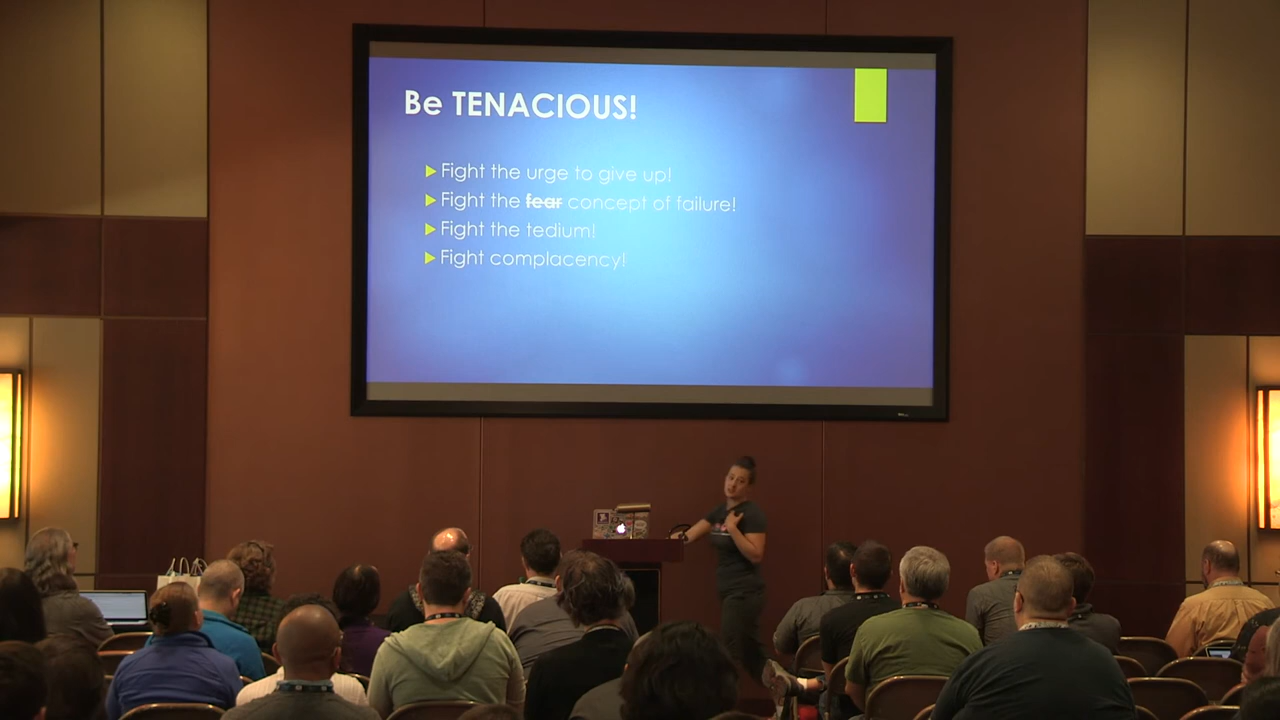 Be TENACIOUS!
Fight the urge to give up!
Fight the fear concept of failure!
Fight the tedium!
Fight complacency!